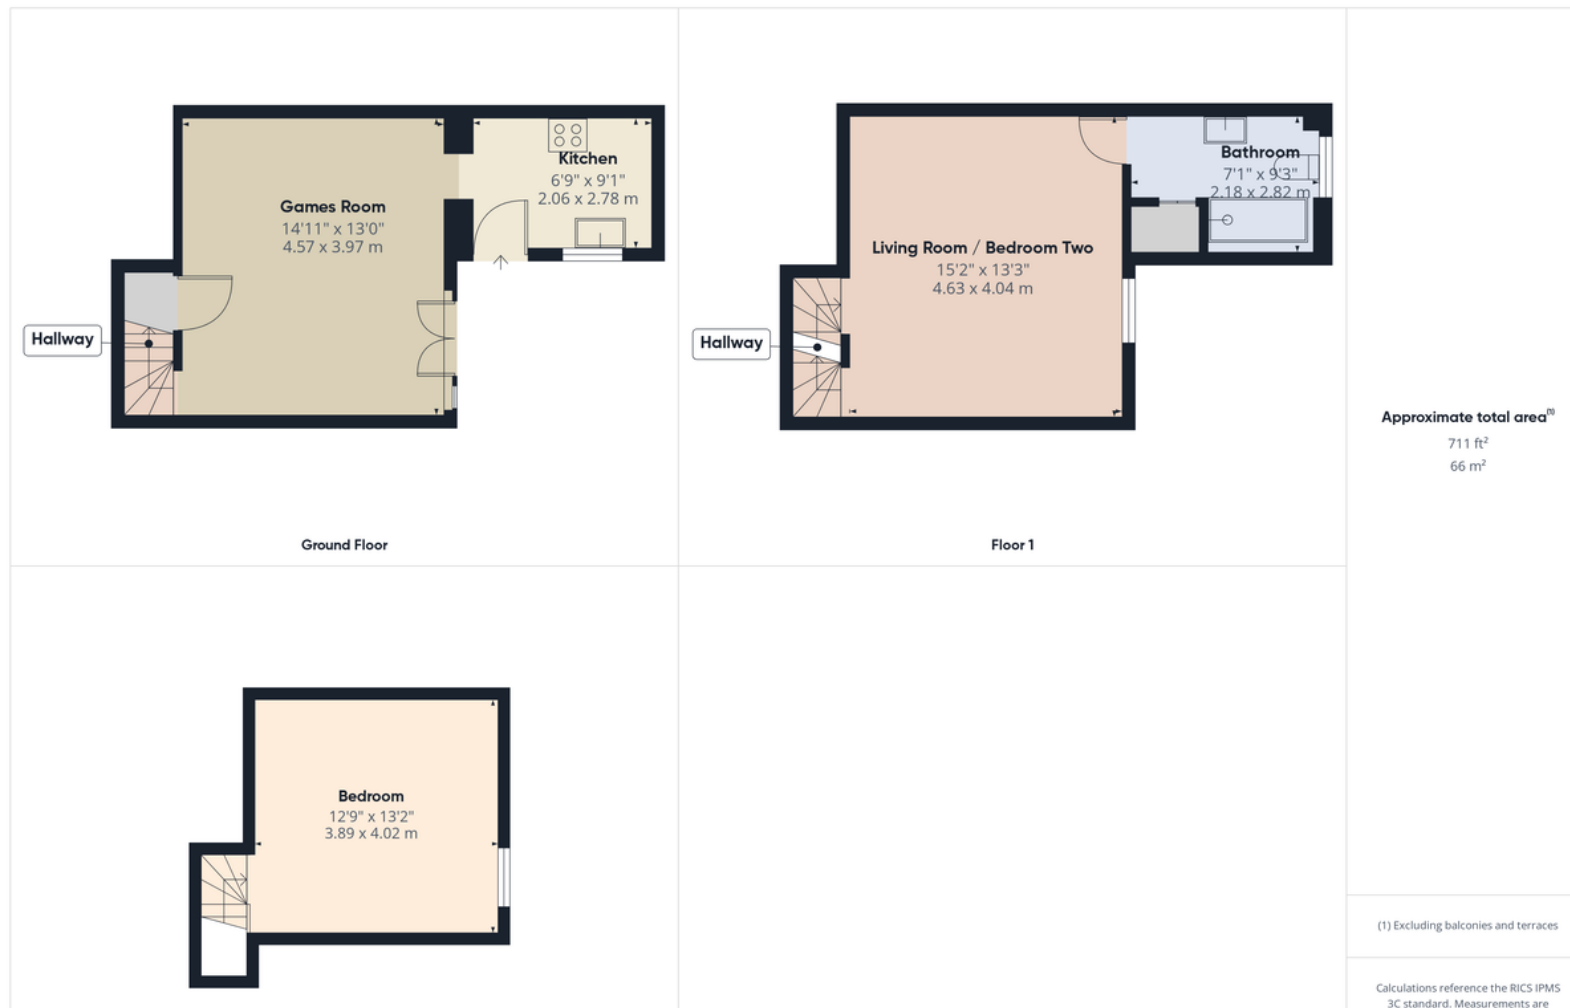 Games Room
14'11" x 13'0"
4.57 x 3.97 m
Kitchen
6'9" x 9'1"
2.06 x 2.78 m
Hallway
Ground Floor
Living Room / Bedroom Two
15'2" x 13'3"
4.63 x 4.04 m
Bathroom
7'1" x 9'3"
2.18 x 2.82 m
Hallway
Floor 1
Bedroom
12'9" x 13'2"
3.89 x 4.02 m
Approximate total area(1)
711 ft²
66 m²
(1) Excluding balconies and terraces
Calculations reference the RICS IPMS
3C standard. Measurements are